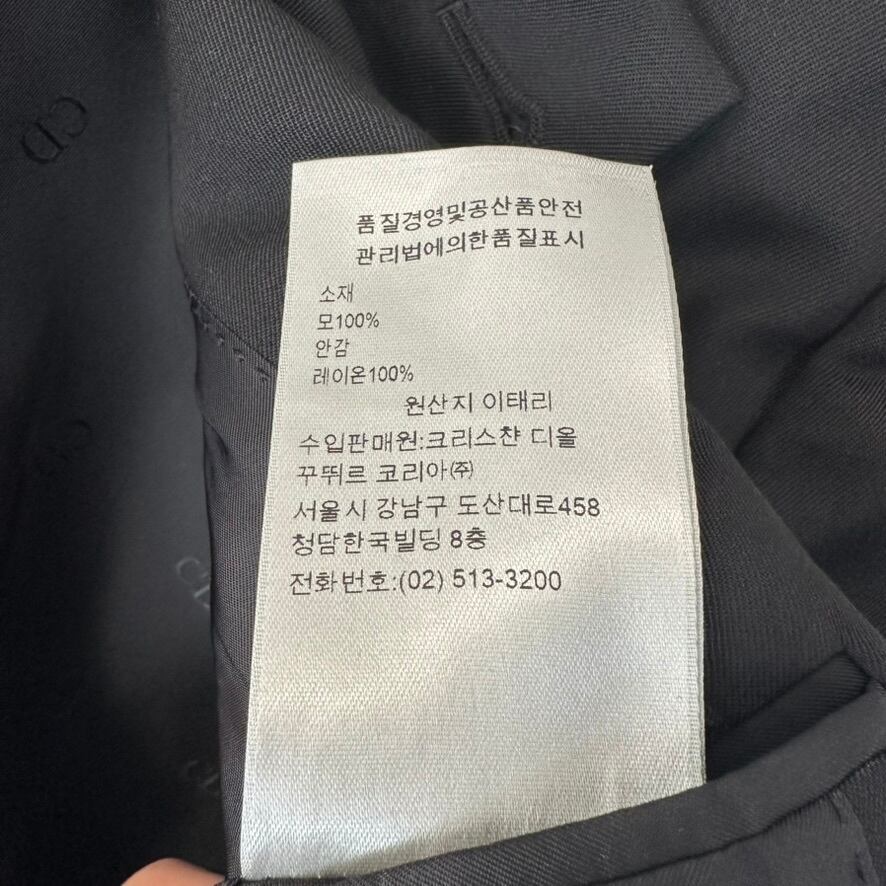 CD
품질경영및공산품안전
관리법에의한품질표시
소재
모100%
안감
레이온100%
원산지 이태리
수입판매원:크리스챤 디올
꾸뛰르 코리아㈜
서울시 강남구 도산대로458
청담한국빌딩 8층
전화번호:(02) 513-3200
CD
CD
CD